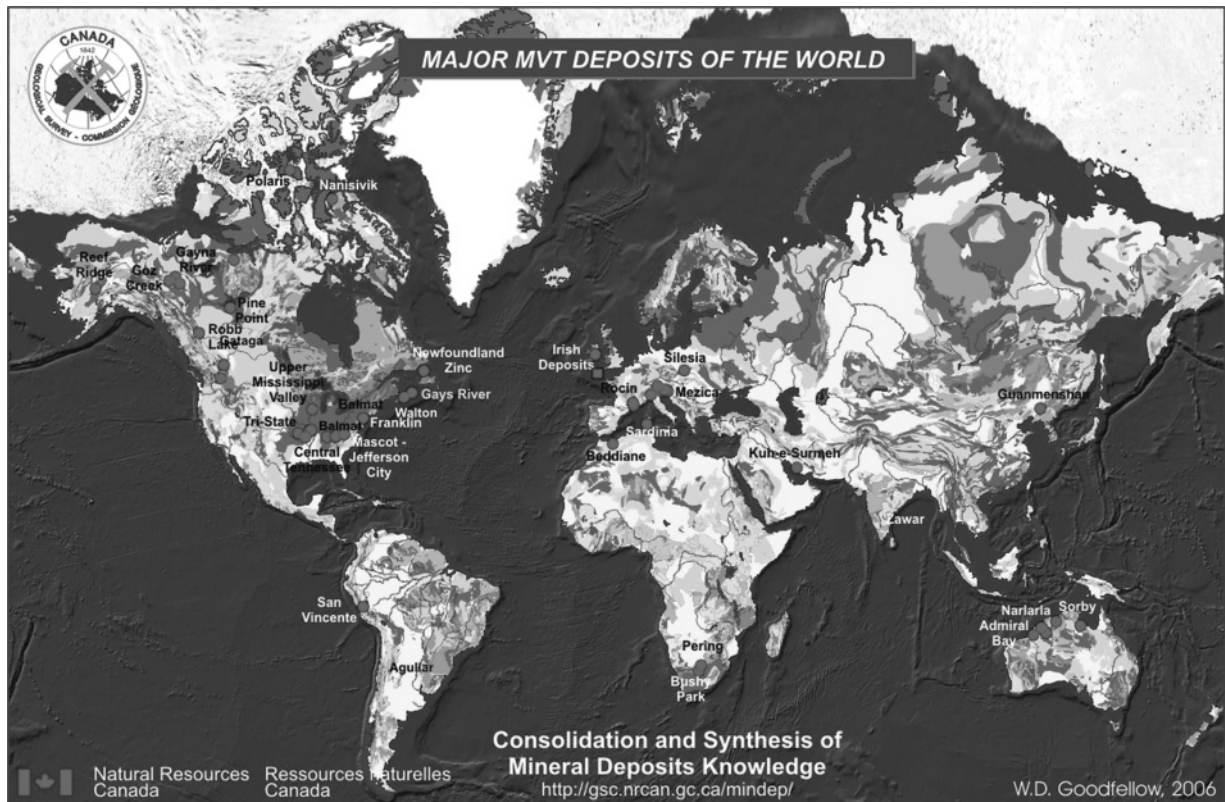 CANADA
1842
GEOLOGICAL SURVEY - COMMISSION GÉOLOGIQUE
MAJOR MVT DEPOSITS OF THE WORLD
Polaris
Nanisivik
Reef
Ridge
Goz
Creek
Gayna
River
Pine
Point
Robb
Lake
Gataga
Upper
Mississippi
Valley
Newfoundland
Zinc
Gays River
Walton
Balmat
Franklin
Tri-State
Balmat
Central
Tennessee
Mascot -
Jefferson
City
Irish
Deposits
Silesia
Rocin
Mezica
Sardinia
Beddiane
Kuh-e-Surmeh
Guanmenshan
Zawar
San
Vincente
Aguilar
Pering
Bushy
Park
Narlarla
Sorby
Admiral
Bay
Consolidation and Synthesis of
Mineral Deposits Knowledge
http://gsc.nrcan.gc.ca/mindep/
Natural Resources
Canada
Ressources naturelles
Canada
W.D. Goodfellow, 2006